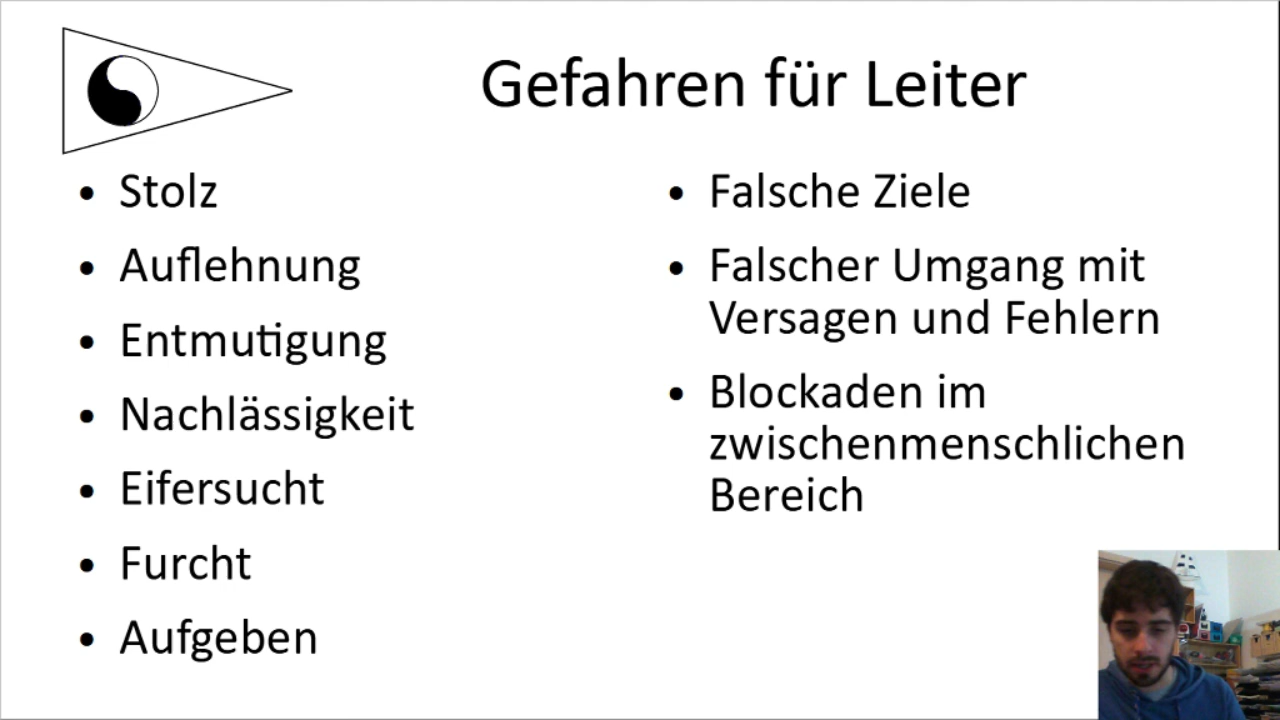 Gefahren für Leiter
• Stolz
• Auflehnung
• Entmutigung
• Nachlässigkeit
• Eifersucht
• Furcht
• Aufgeben
• Falsche Ziele
• Falscher Umgang mit
Versagen und Fehlern
• Blockaden im
zwischenmenschlichen
Bereich